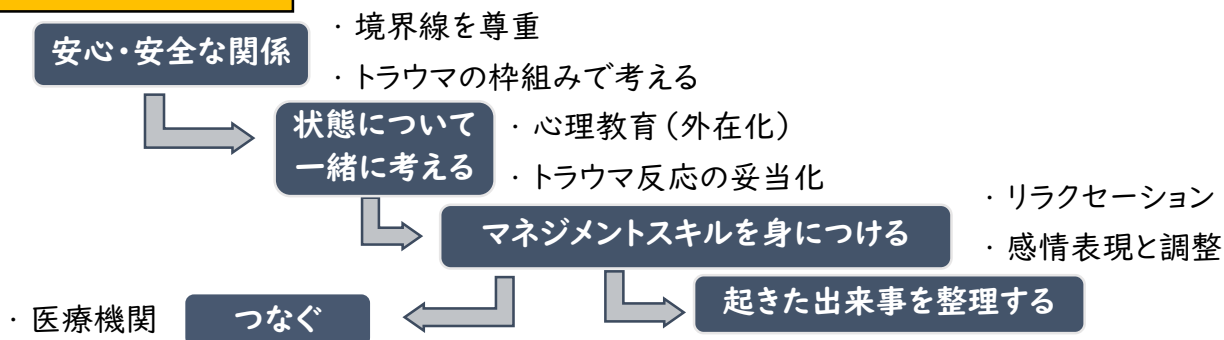 安心・安全な関係
・境界線を尊重
・トラウマの枠組みで考える
状態について
一緒に考える
・心理教育（外在化）
・トラウマ反応の妥当化
マネジメントスキルを身につける
・リラクセーション
・感情表現と調整
・医療機関
つなぐ
起きた出来事を整理する